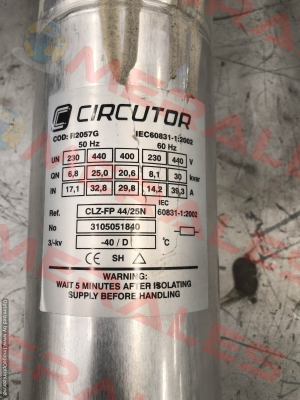 CIRCUTOR
COD: R2057G IEC60831-1:2002
50 Hz 60 Hz
UN 230 440 400 230 440 V
QN 6,8 25,0 20,6 8,1 30 kvar
IN 17,1 32,8 29,8 14,2 39,3 A
Ref. CLZ-FP 44/25N IEC 60831-1:2002
No 3105051840
3/-kv -40 / D °C
CE SH
WARNING:
WAIT 5 MINUTES AFTER ISOLATING
SUPPLY BEFORE HANDLING